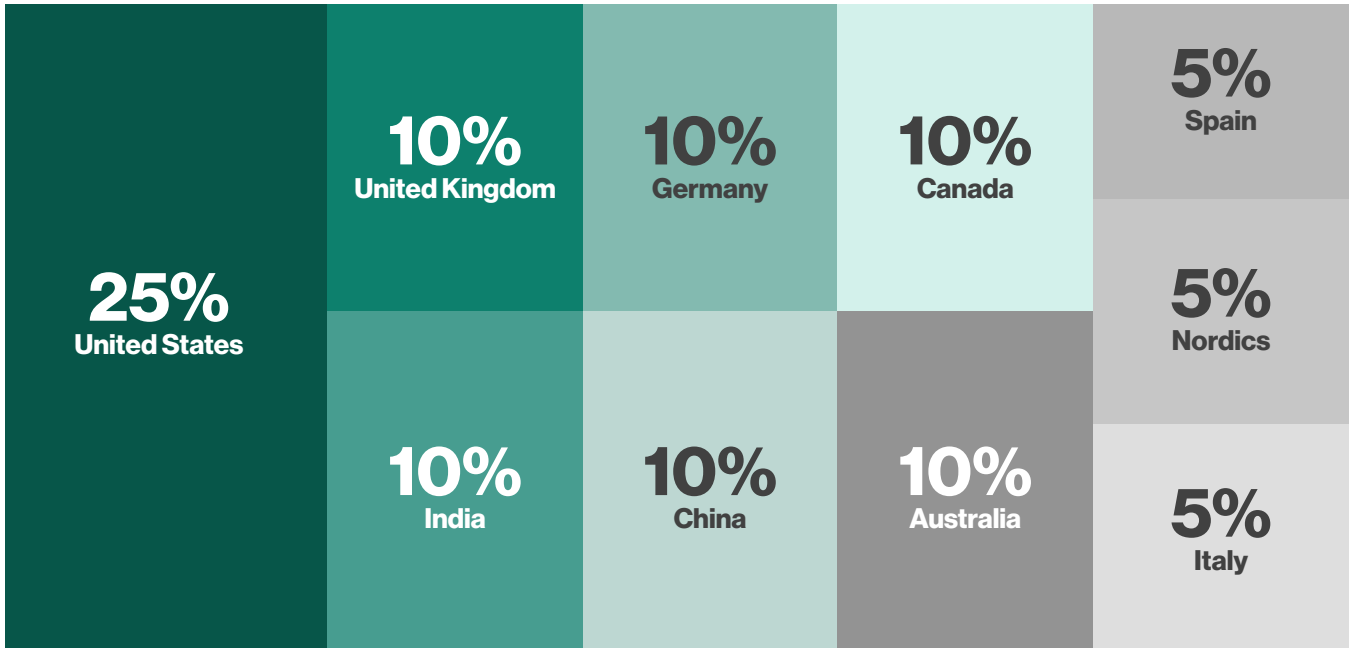 25%
United States
10%
United Kingdom
10%
Germany
10%
Canada
10%
India
10%
China
10%
Australia
5%
Spain
5%
Nordics
5%
Italy